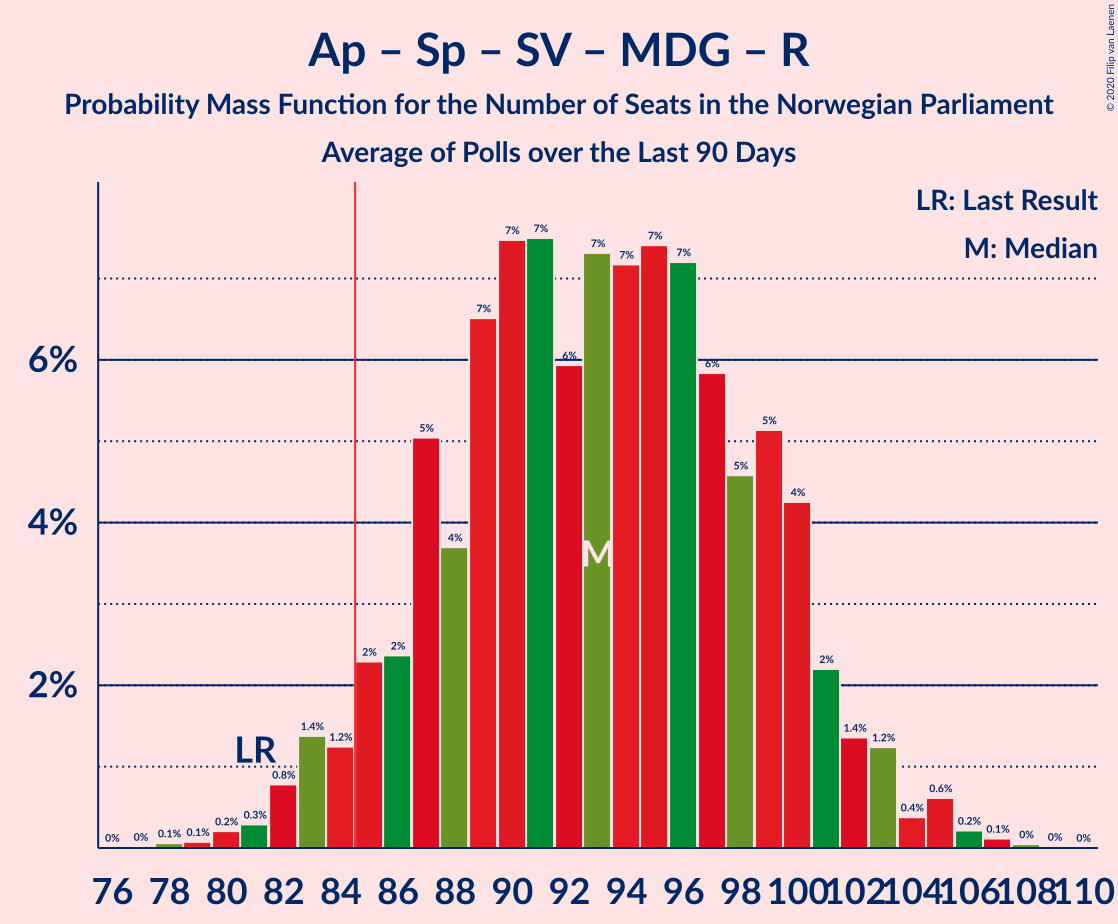 Ap – Sp – SV – MDG – R
Probability Mass Function for the Number of Seats in the Norwegian Parliament
Average of Polls over the Last 90 Days
© 2020 Filip van Laenen
LR: Last Result
M: Median
7% 7% 7% 7% 7% 7%
7%
6%
6% 6%
5% 5%
5%
4%
4%
4%
M
2% 2% 2%
2%
LR
1.4% 1.2% 1.4% 1.2%
0.8% 0.6%
0% 0% 0.1% 0.1% 0.2% 0.3% 0.4% 0.2% 0.1% 0% 0% 0%
76 78 80 82 84 86 88 90 92 94 96 98 100 102 104 106 108 110